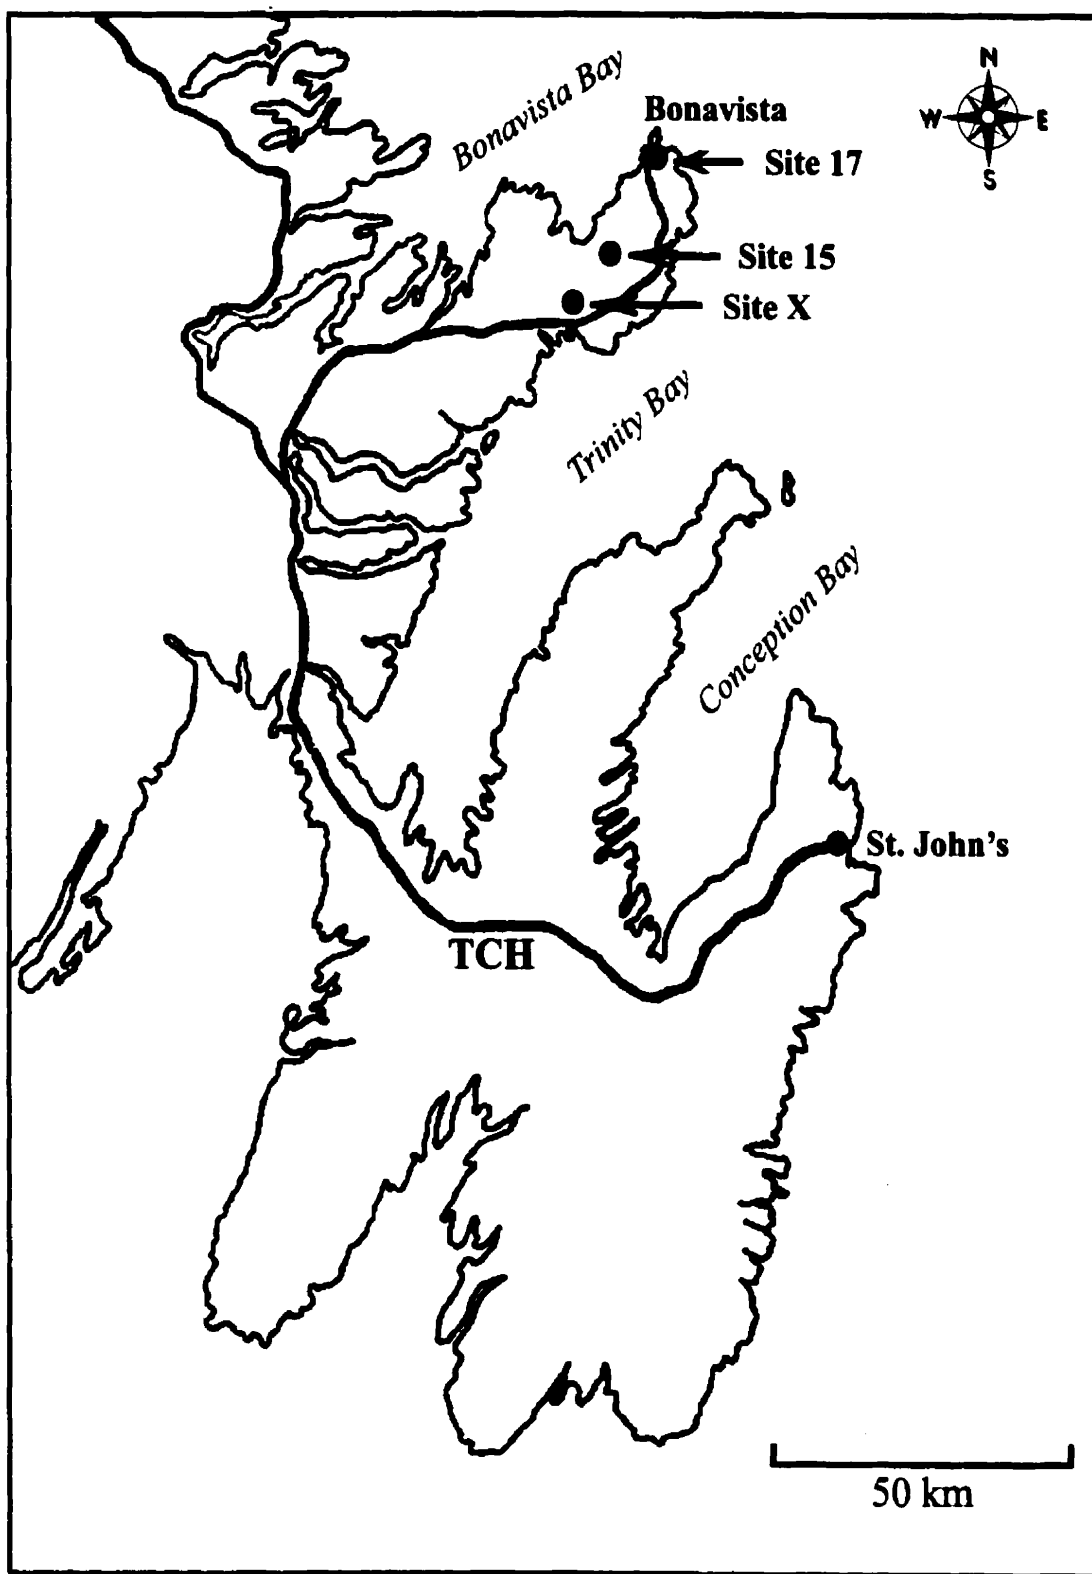 Bonavista Bay
N
W
E
S
Bonavista
Site 17
Site 15
Site X
Trinity Bay
Conception Bay
St. John's
TCH
50 km